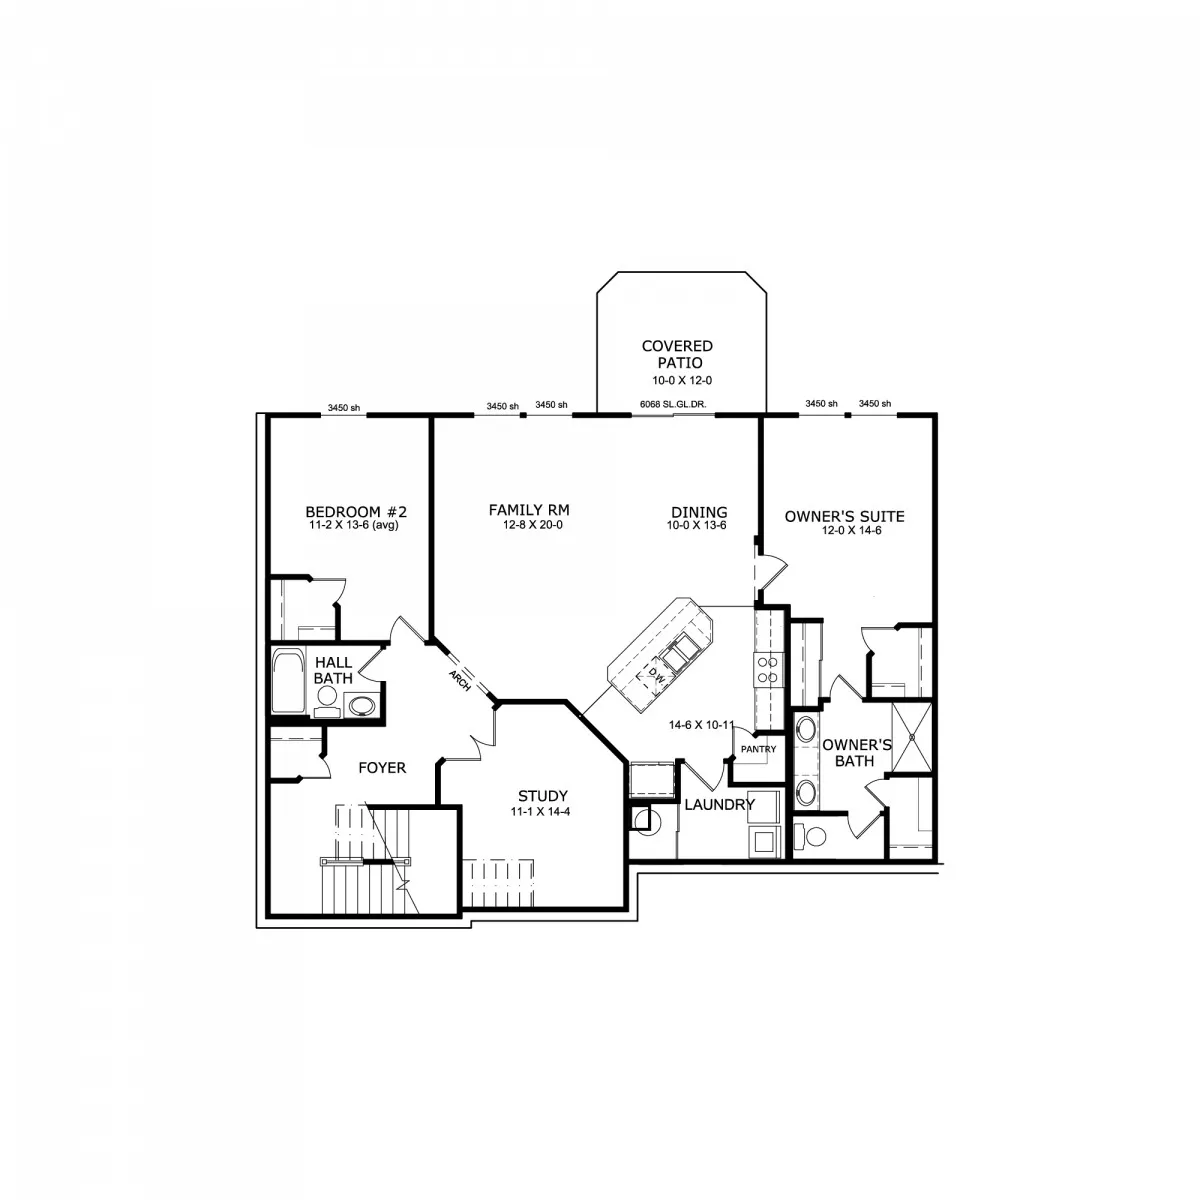 COVERED
PATIO
10-0 X 12-0
3450 sh
3450 sh
3450 sh
6068 SL.GL.DR.
3450 sh
3450 sh
BEDROOM #2
11-2 X 13-6 (avg)
FAMILY RM
12-8 X 20-0
DINING
10-0 X 13-6
OWNER'S SUITE
12-0 X 14-6
HALL
BATH
ARCH
DW
14-6 X 10-11
PANTRY
OWNER'S
BATH
FOYER
STUDY
11-1 X 14-4
LAUNDRY